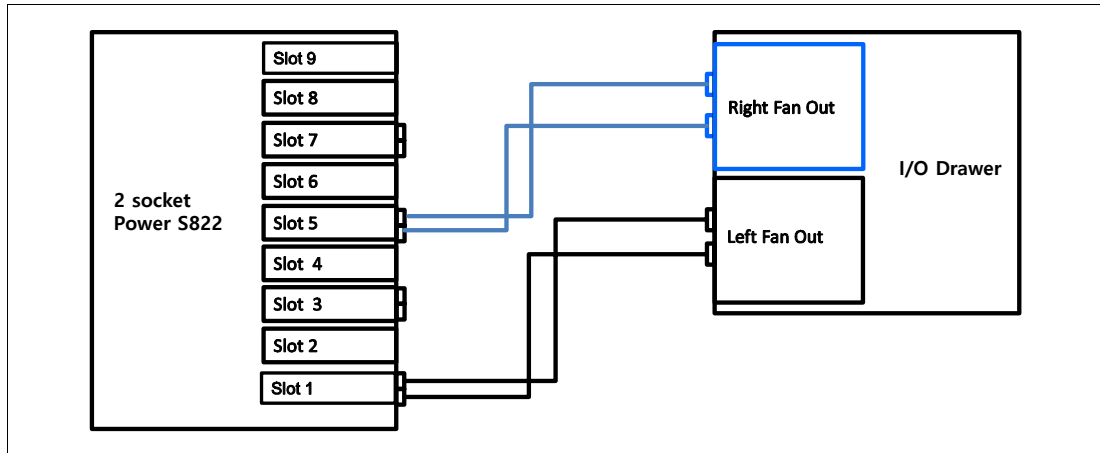 Slot 9
Slot 8
Slot 7
Slot 6
Slot 5
Slot 4
Slot 3
Slot 2
Slot 1
2 socket
Power S822
Right Fan Out
Left Fan Out
I/O Drawer